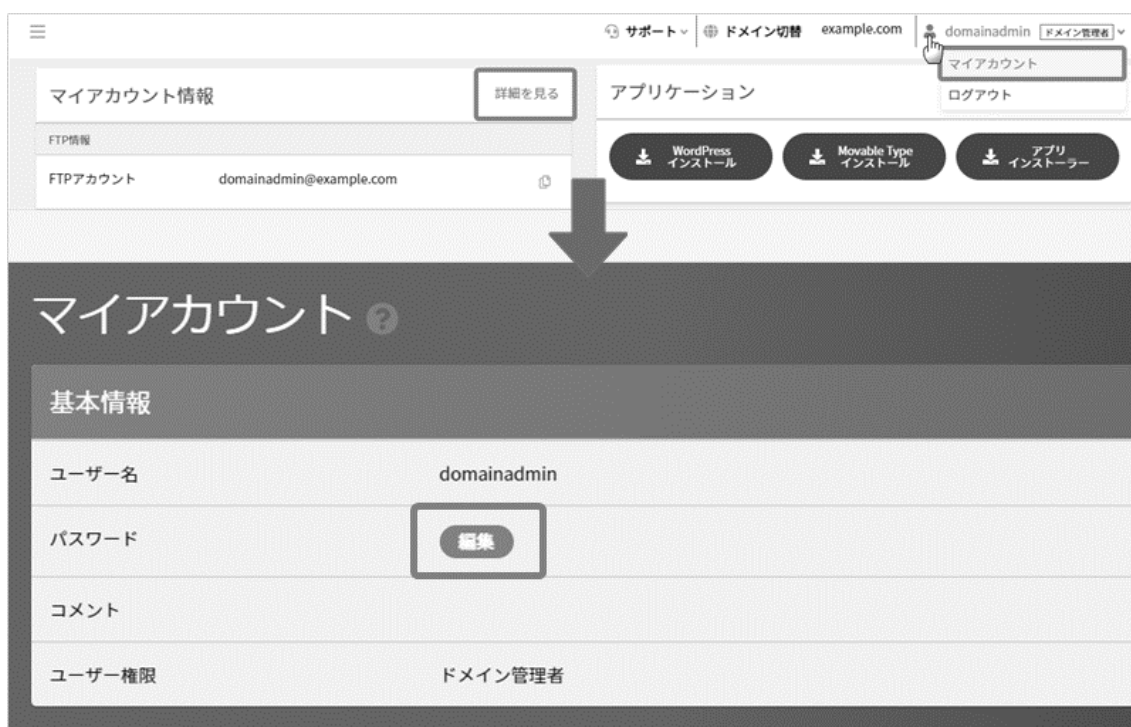 サポート ドメイン切替 example.com domainadmin ドメイン管理者
マイアカウント
ログアウト
マイアカウント情報 詳細を見る
FTP情報
FTPアカウント domainadmin@example.com
アプリケーション
WordPress
インストール
Movable Type
インストール
アプリ
インストーラー
マイアカウント ?
基本情報
ユーザー名 domainadmin
パスワード 編集
コメント
ユーザー権限 ドメイン管理者